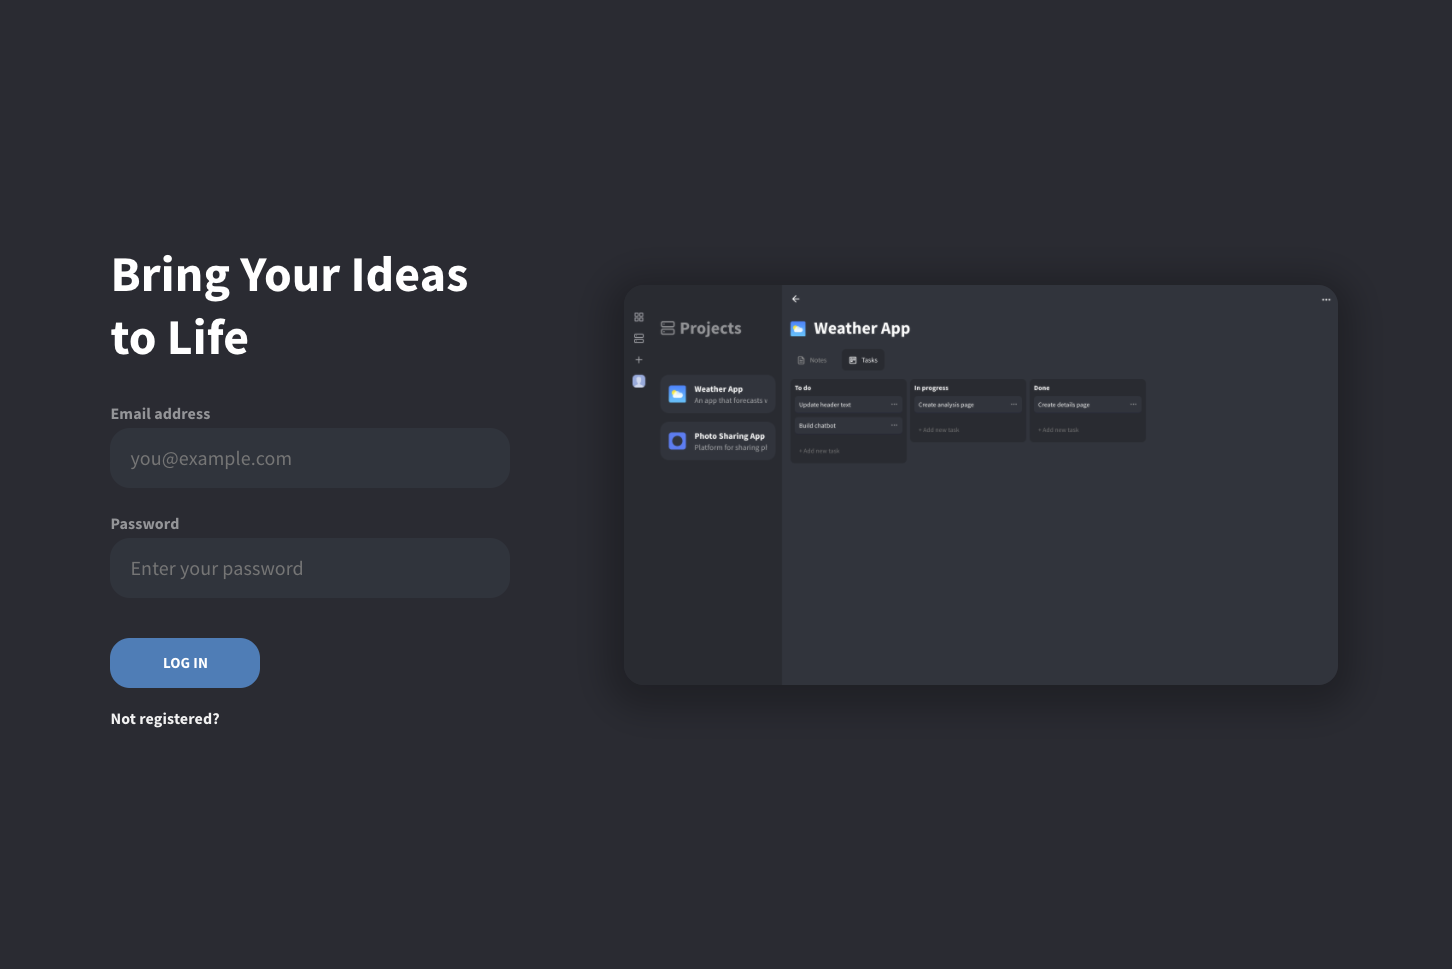 Bring Your Ideas
to Life
Email address
you@example.com
Password
Enter your password
LOG IN
Not registered?
Projects
Weather App
An app that forecasts
Photo Sharing App
Platform for sharing
Weather App
Notes
Tasks
To do
Update header text
Build chatbot
+ Add new task
In progress
Create analysis page
+ Add new task
Done
Create details page
+ Add new task